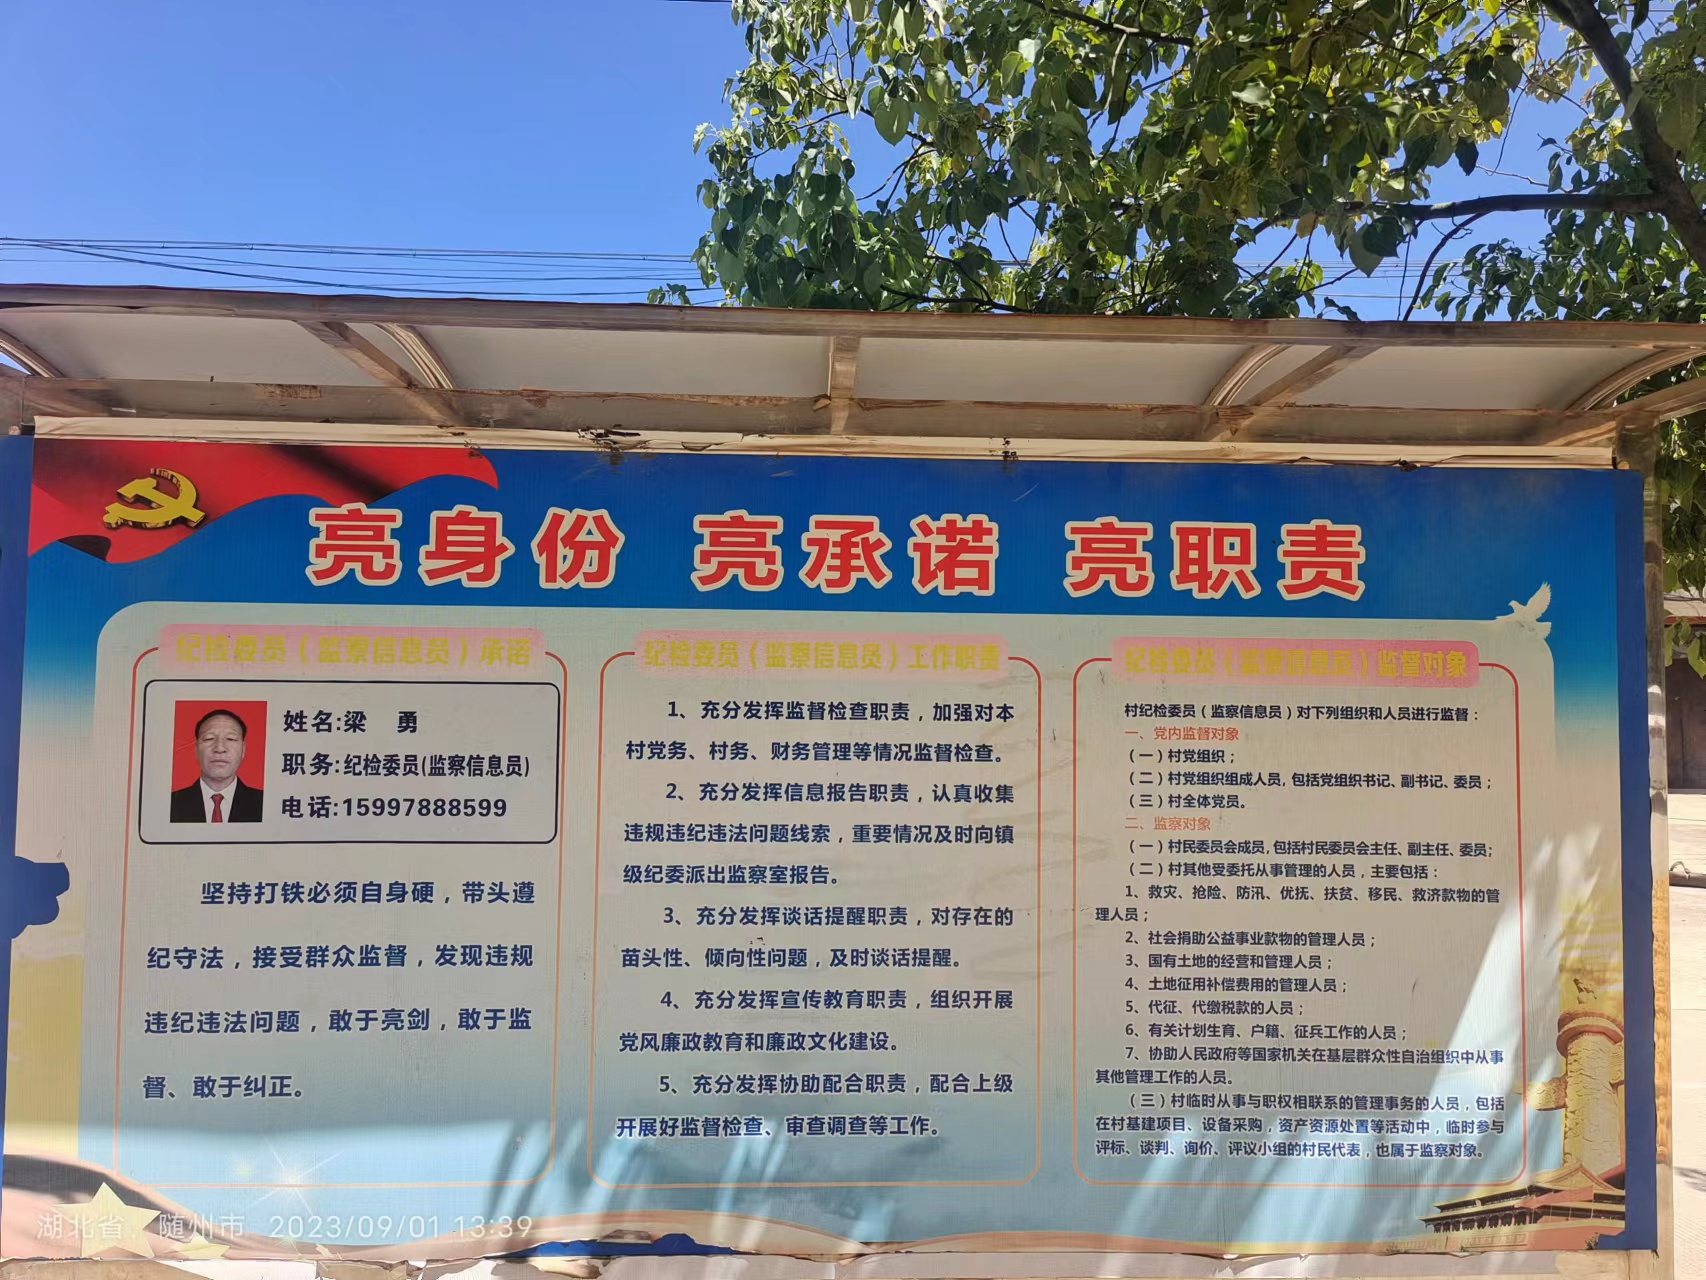 亮身份 亮承诺 亮职责
纪检委员（监察信息员）承诺
姓名:梁 勇
职务:纪检委员(监察信息员)
电话:15997888599
坚持打铁必须自身硬，带头遵
纪守法，接受群众监督，发现违规
违纪违法问题，敢于亮剑，敢于监
督、敢于纠正。
纪检委员（监察信息员）工作职责
1、充分发挥监督检查职责，加强对本
村党务、村务、财务管理等情况监督检查。
2、充分发挥信息报告职责，认真收集
违规违纪违法问题线索，重要情况及时向镇
级纪委派出监察室报告。
3、充分发挥谈话提醒职责，对存在的
苗头性、倾向性问题，及时谈话提醒。
4、充分发挥宣传教育职责，组织开展
党风廉政教育和廉政文化建设。
5、充分发挥协助配合职责，配合上级
开展好监督检查、审查调查等工作。
纪检委员（监察信息员）监督对象
村纪检委员（监察信息员）对下列组织和人员进行监督：
一、党内监督对象
（一）村党组织；
（二）村党组织组成人员，包括党组织书记、副书记、委员；
（三）村全体党员。
二、监察对象
（一）村民委员会成员，包括村民委员会主任、副主任、委员；
（二）村其他受委托从事管理的人员，主要包括：
1、救灾、抢险、防汛、优抚、扶贫、移民、救济款物的管
理人员；
2、社会捐助公益事业款物的管理人员；
3、国有土地的经营和管理人员；
4、土地征用补偿费用的管理人员；
5、代征、代缴税款的人员；
6、有关计划生育、户籍、征兵工作的人员；
7、协助人民政府等国家机关在基层群众性自治组织中从事
其他管理工作的人员。
（三）村临时从事与职权相联系的管理事务的人员，包括
在村基建项目、设备采购，资产资源处置等活动中，临时参与
评标、谈判、询价、评议小组的村民代表，也属于监察对象。
湖北省，随州市 2023/09/01 13:39